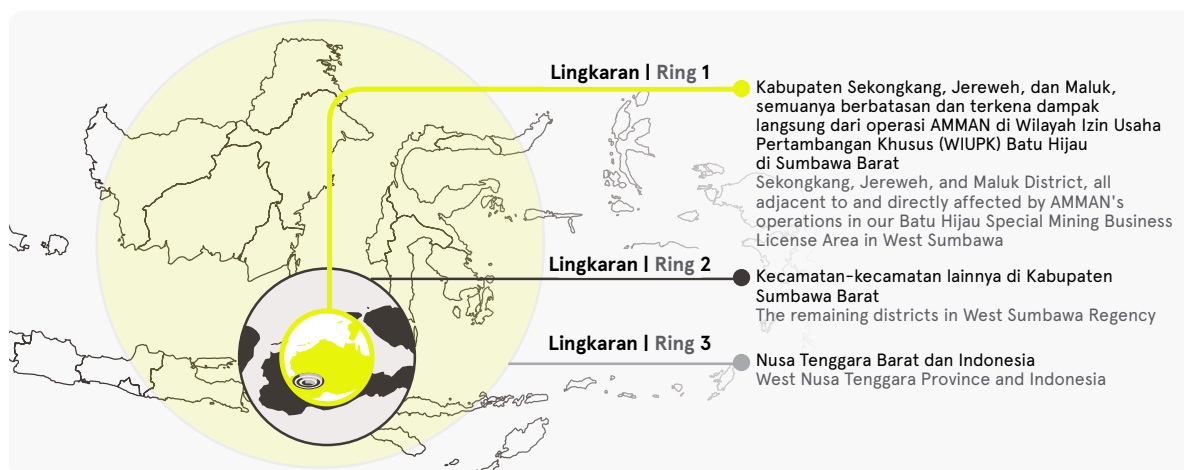 Lingkaran | Ring 1
Kabupaten Sekongkang, Jereweh, dan Maluk,
semuanya berbatasan dan terkena dampak
langsung dari operasi AMMAN di Wilayah Izin Usaha
Pertambangan Khusus (WIUPK) Batu Hijau
di Sumbawa Barat
Sekongkang, Jereweh, and Maluk District, all
adjacent to and directly affected by AMMAN's
operations in our Batu Hijau Special Mining Business
License Area in West Sumbawa
Lingkaran | Ring 2
Kecamatan-kecamatan lainnya di Kabupaten
Sumbawa Barat
The remaining districts in West Sumbawa Regency
Lingkaran | Ring 3
Nusa Tenggara Barat dan Indonesia
West Nusa Tenggara Province and Indonesia